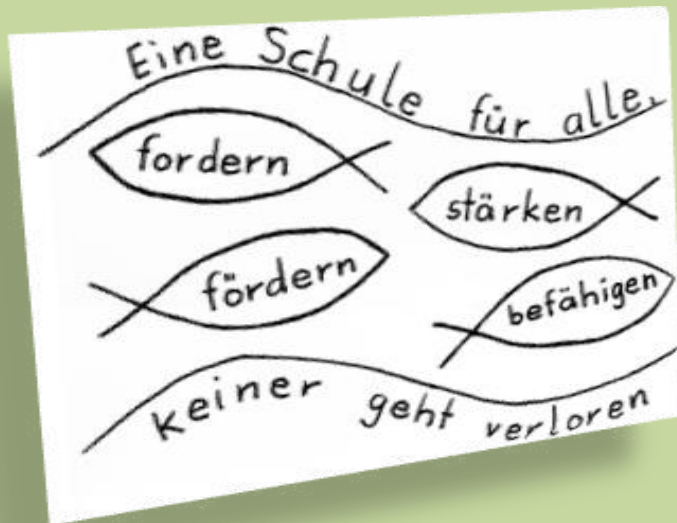 Eine Schule für alle,
fordern
stärken
fördern
befähigen
keiner geht verloren